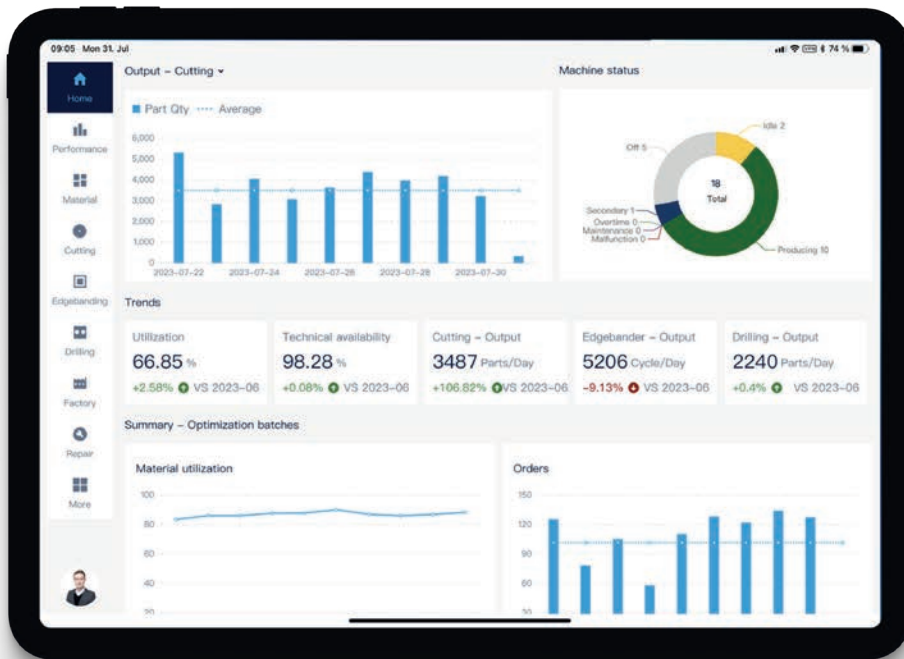 09:05 Mon 31. Jul
VPN 74 %
Home
Performance
Material
Cutting
Edgebanding
Drilling
Factory
Repair
More
Output – Cutting
Part Qty Average
6,000
5,000
4,000
3,000
2,000
1,000
0
2023-07-22 2023-07-24 2023-07-26 2023-07-28 2023-07-30
Machine status
Idle 2
Off 5
18
Total
Secondary 1
Overtime 0
Maintenance 0
Malfunction 0
Producing 10
Trends
Utilization
66.85 %
+2.58% VS 2023-06
Technical availability
98.28 %
+0.08% VS 2023-06
Cutting – Output
3487 Parts/Day
+106.82% VS 2023-06
Edgebander – Output
5206 Cycle/Day
-9.13% VS 2023-06
Drilling – Output
2240 Parts/Day
+0.4% VS 2023-06
Summary – Optimization batches
Material utilization
100
80
60
40
20
Orders
150
120
90
60
30